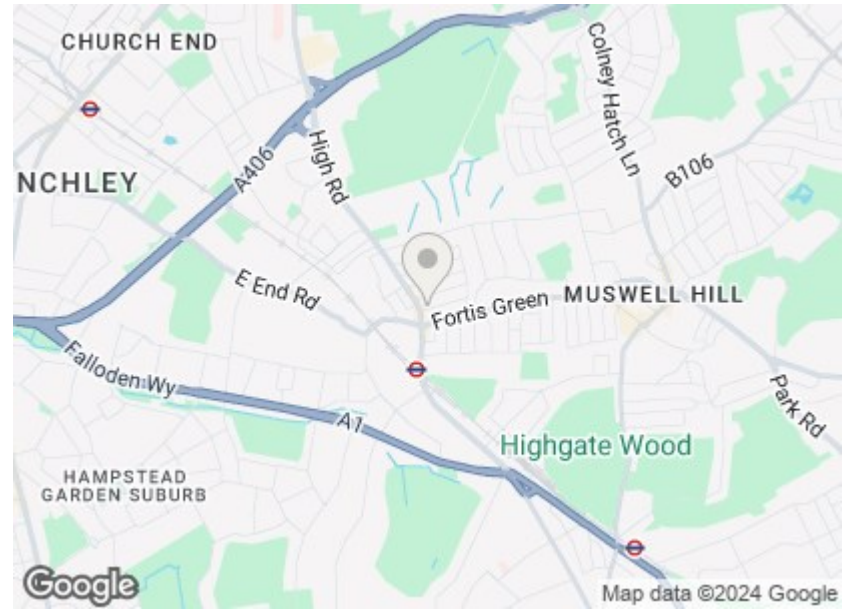 CHURCH END
Colney Hatch Ln
High Rd
A406
B106
NCHLEY
E End Rd
Fortis Green
MUSWELL HILL
Falloden Wy
Park Rd
A1
Highgate Wood
HAMPSTEAD
GARDEN SUBURB
Google
Map data ©2024 Google